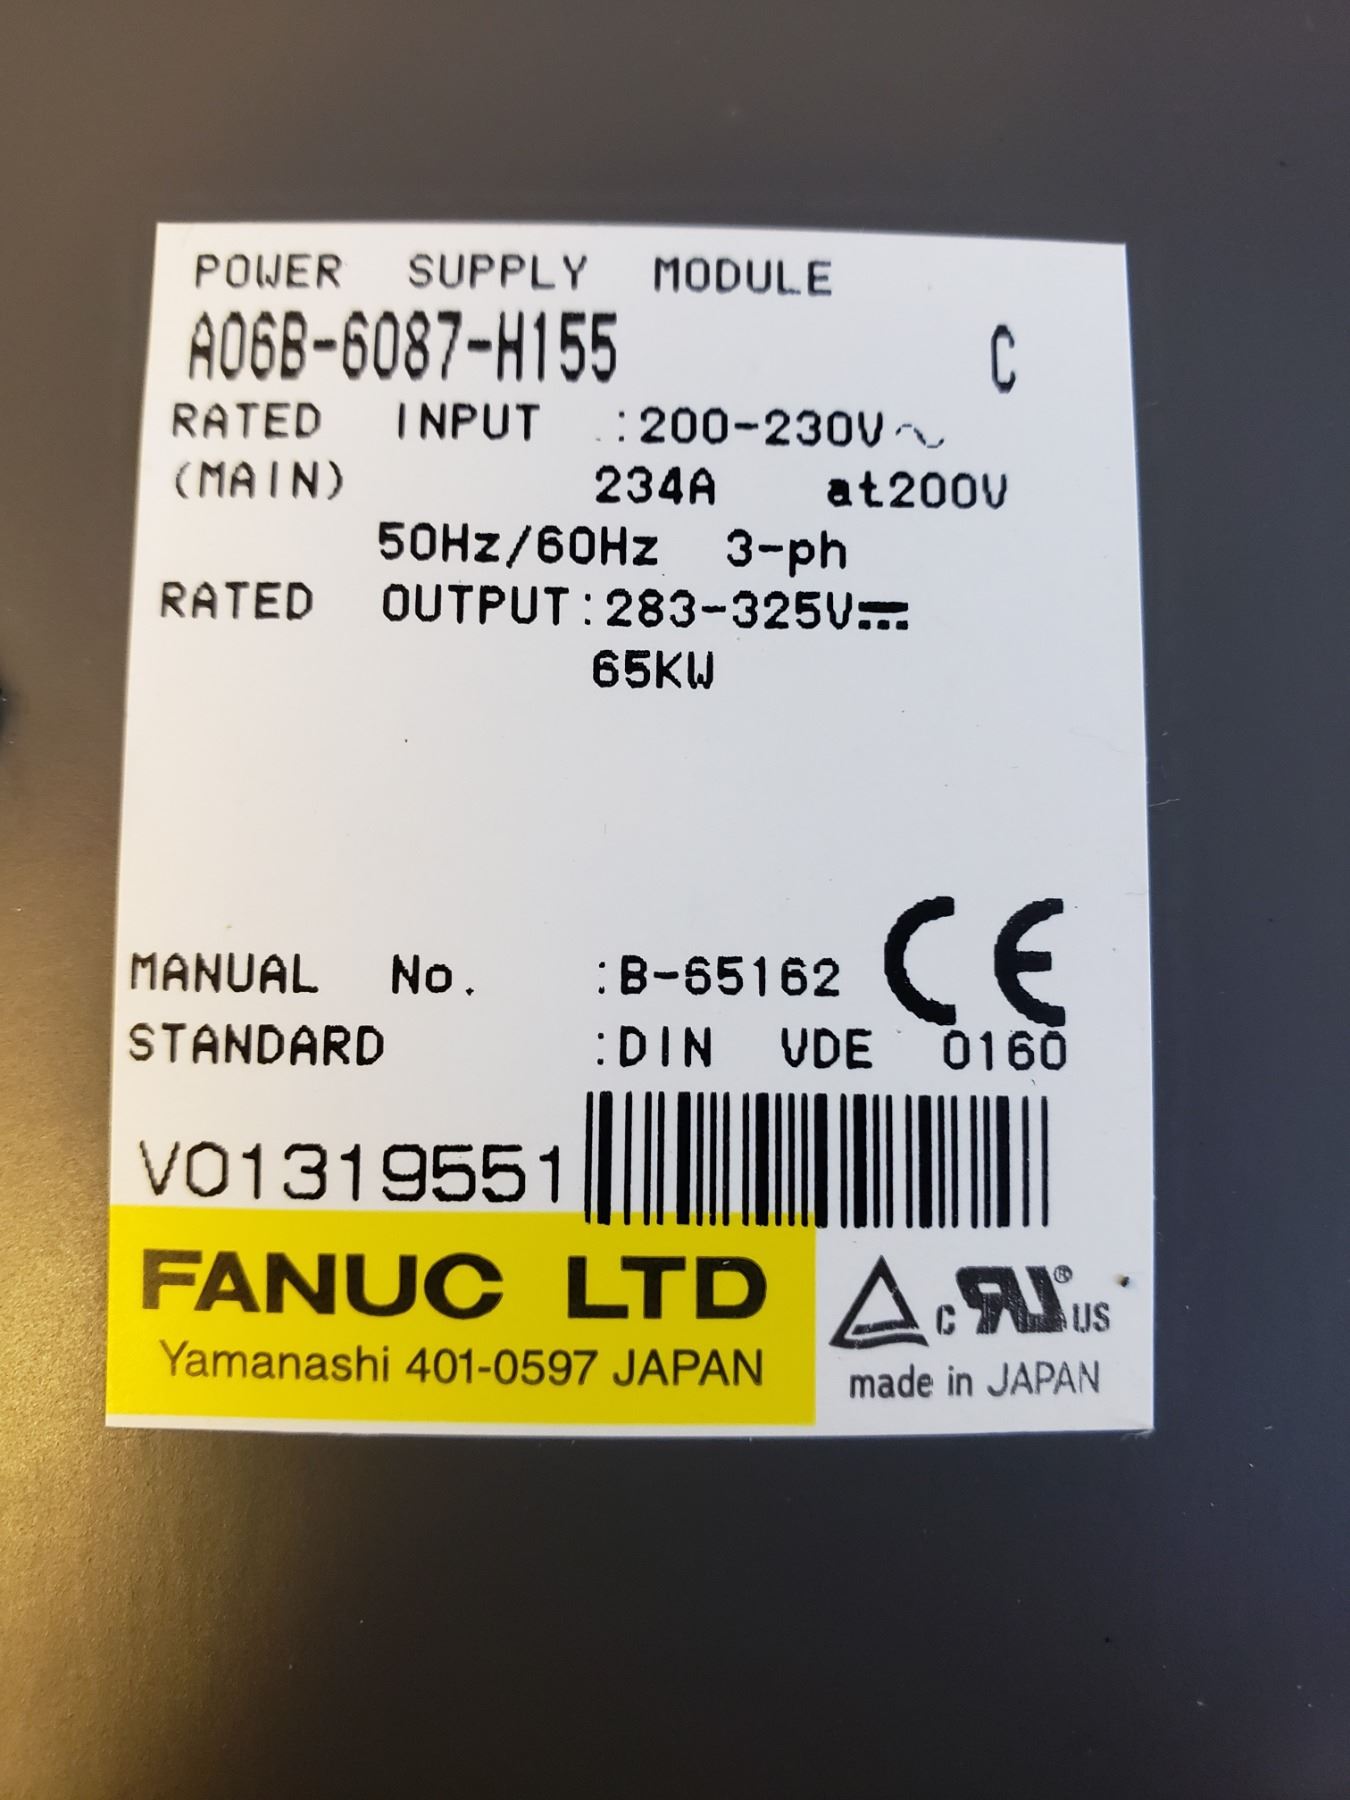 POWER SUPPLY MODULE
A06B-6087-H155 C
RATED INPUT :200-230V~
(MAIN) 234A at200V
50Hz/60Hz 3-ph
RATED OUTPUT:283-325V⎓
65KW
MANUAL No. :B-65162 CE
STANDARD :DIN VDE 0160
V01319551
FANUC LTD
Yamanashi 401-0597 JAPAN
c RU® US
made in JAPAN